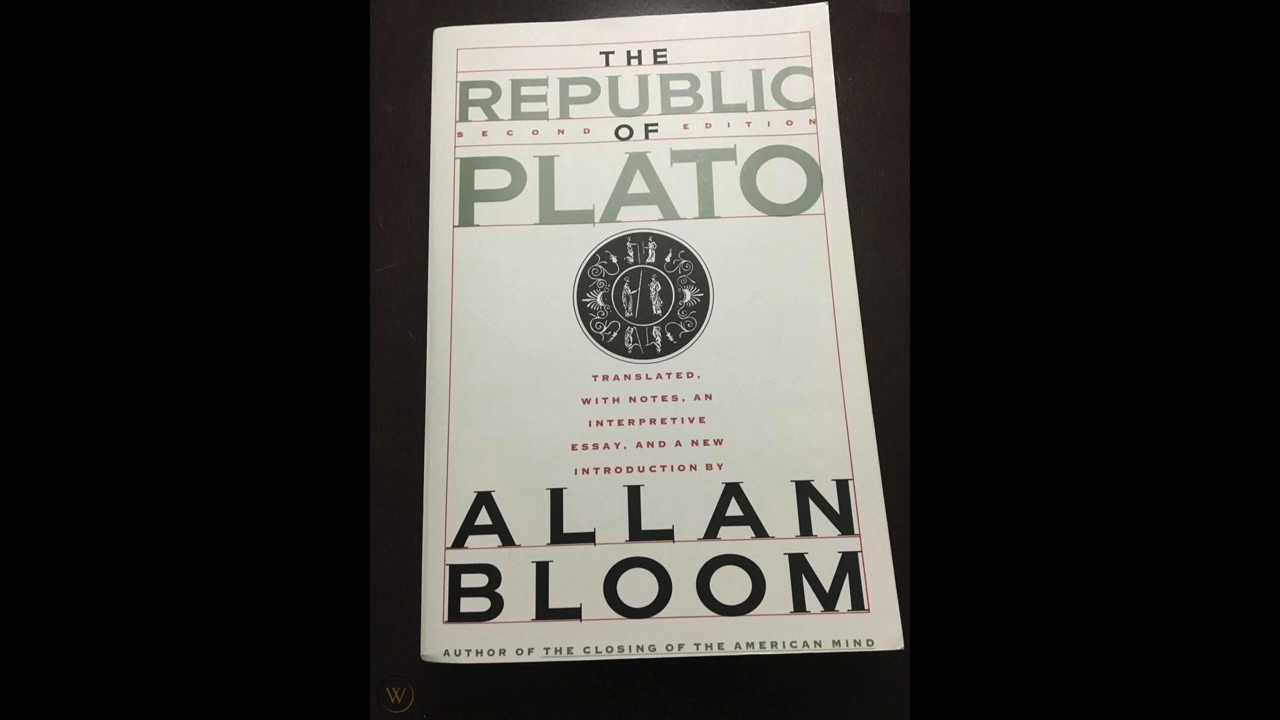 THE
REPUBLIC
SECOND OF EDITION
PLATO
TRANSLATED,
WITH NOTES, AN
INTERPRETIVE
ESSAY, AND A NEW
INTRODUCTION BY
ALLAN
BLOOM
AUTHOR OF THE CLOSING OF THE AMERICAN MIND
W